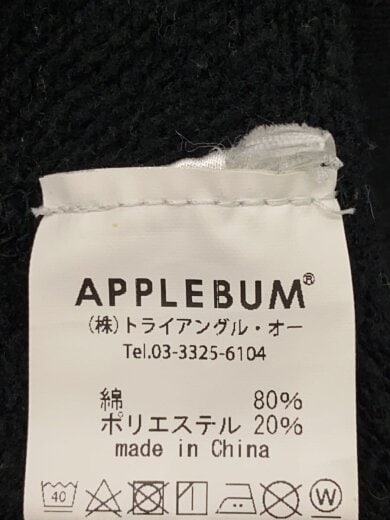 APPLEBUM®
(株)トライアングル・オー
Tel.03-3325-6104
綿 80%
ポリエステル 20%
made in China
40 W